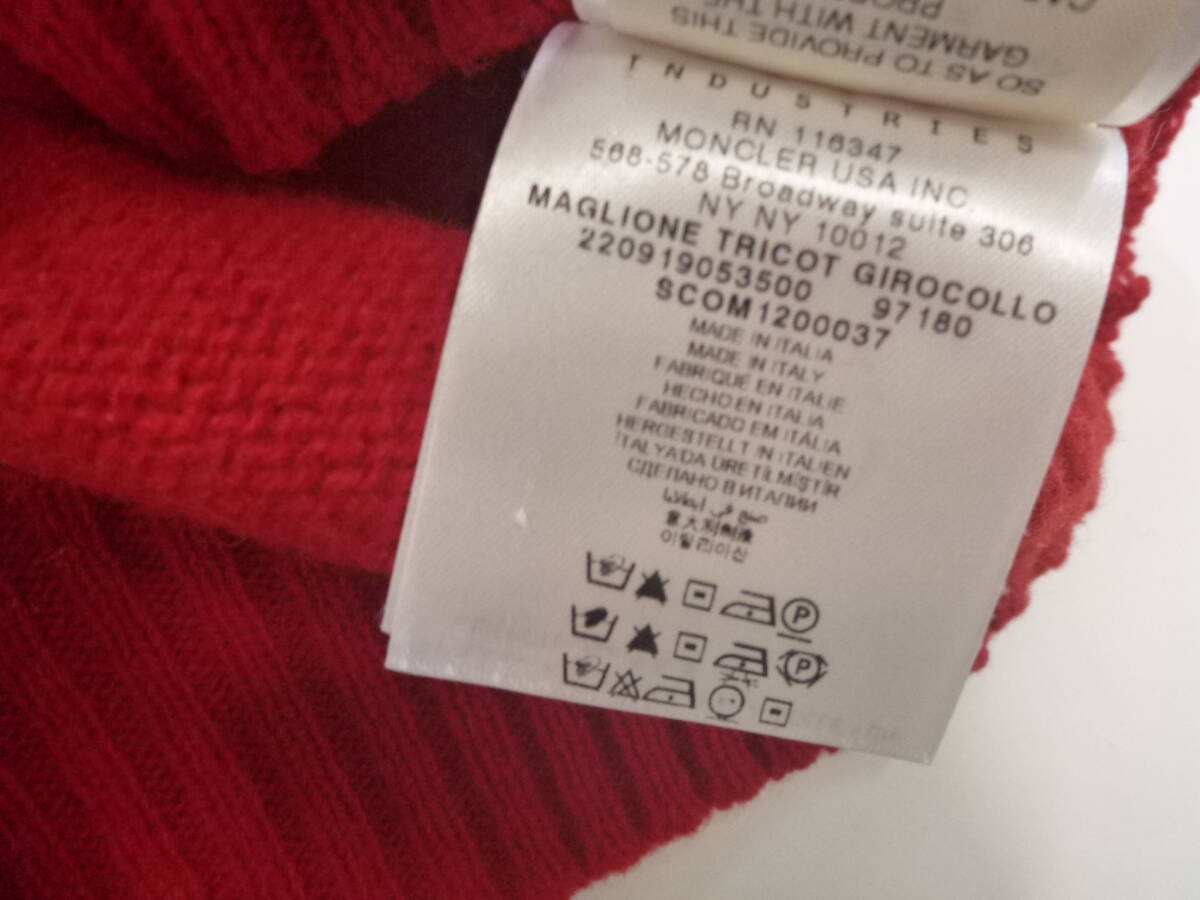 SO AS TO PROVIDE THIS
GARMENT WITH THE
INDUSTRIES
RN 116347
MONCLER USA INC.
568-578 Broadway suite 306
NY NY 10012
MAGLIONE TRICOT GIROCOLLO
220919053500 97180
SCOM1200037
MADE IN ITALIA
MADE IN ITALY
FABRIQUÉ EN ITALIE
HECHO EN ITALIA
FABRICADO EM ITÁLIA
HERGESTELLT IN ITALIEN
İTALYA'DA ÜRETİLMİŞTİR
СДЕЛАНО В ИТАЛИИ
صنع في إيطاليا
意大利制造
이탈리아산
P
P